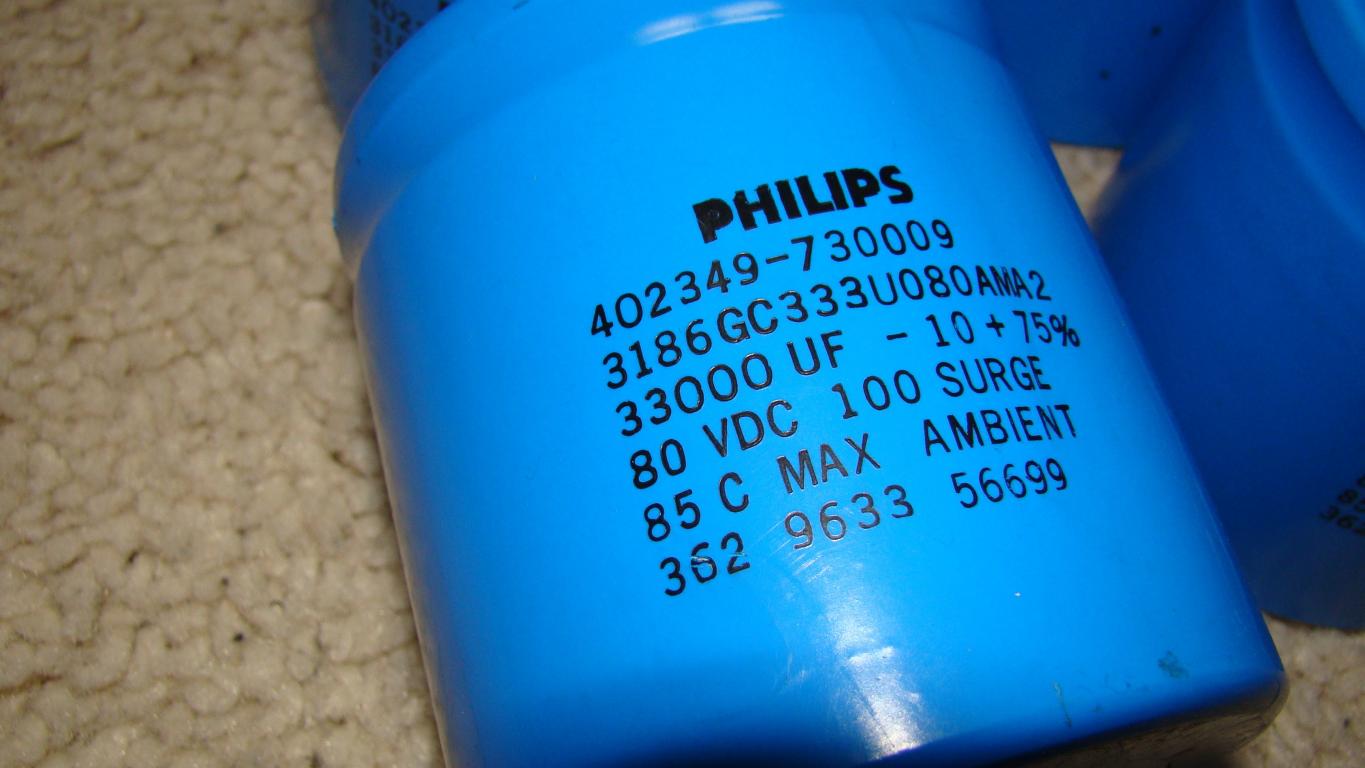 PHILIPS
402349-730009
3186GC333U080AMA2
33000 UF - 10 + 75%
80 VDC 100 SURGE
85 C MAX AMBIENT
362 9633 56699